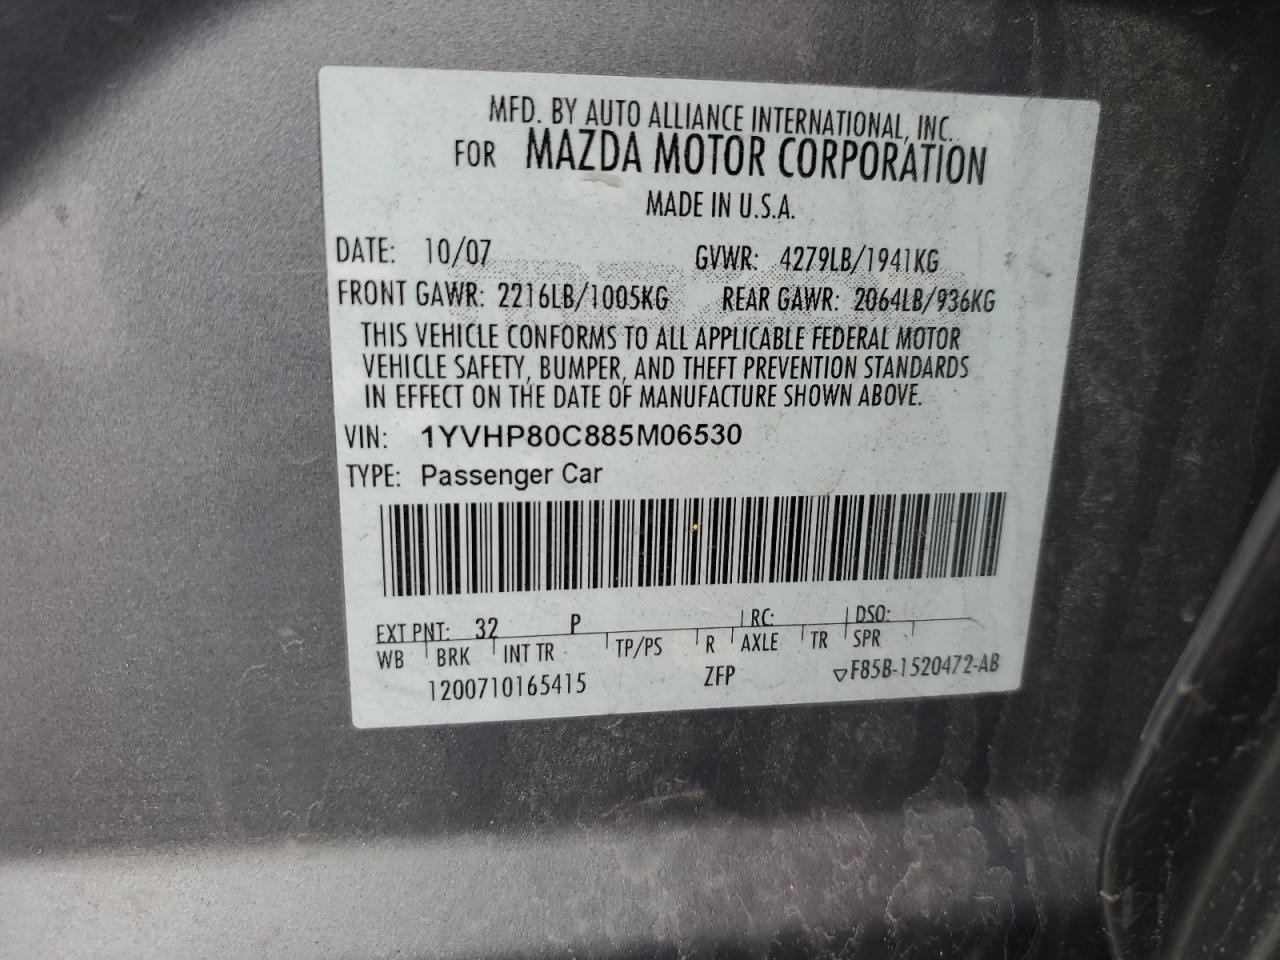 MFD. BY AUTO ALLIANCE INTERNATIONAL, INC.
FOR MAZDA MOTOR CORPORATION
MADE IN U.S.A.
DATE: 10/07 GVWR: 4279LB/1941KG
FRONT GAWR: 2216LB/1005KG REAR GAWR: 2064LB/936KG
THIS VEHICLE CONFORMS TO ALL APPLICABLE FEDERAL MOTOR
VEHICLE SAFETY, BUMPER, AND THEFT PREVENTION STANDARDS
IN EFFECT ON THE DATE OF MANUFACTURE SHOWN ABOVE.
VIN: 1YVHP80C885M06530
TYPE: Passenger Car
EXT PNT: 32 P RC: DSO:
WB BRK INT TR TP/PS R AXLE TR SPR
1200710165415 ZFP ▽F85B-1520472-AB